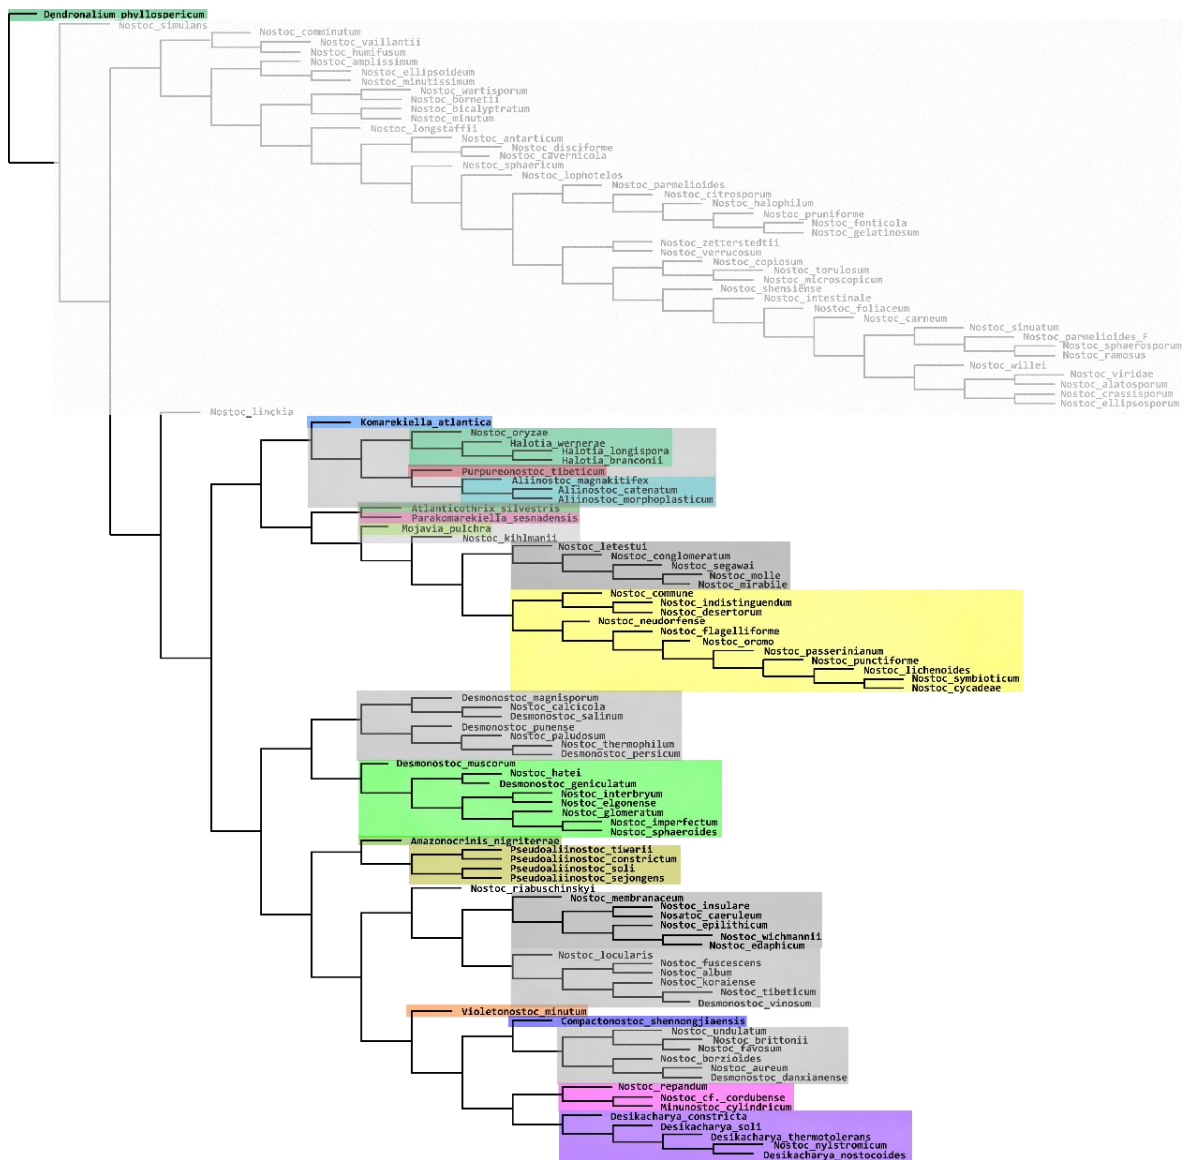 Dendronalium_phyllospericum
Nostoc_simulans
Nostoc_comminutum
Nostoc_vaillantii
Nostoc_humifusum
Nostoc_amplissimum
Nostoc_ellipsoideum
Nostoc_minutissimum
Nostoc_wartisporum
Nostoc_bornetii
Nostoc_bicalyptratum
Nostoc_minutum
Nostoc_longstaffii
Nostoc_antarticum
Nostoc_disciforme
Nostoc_cavernicola
Nostoc_sphaericum
Nostoc_lophotelos
Nostoc_parmelioides
Nostoc_citrosporum
Nostoc_halophilum
Nostoc_pruniforme
Nostoc_fonticola
Nostoc_gelatinosum
Nostoc_zetterstedtii
Nostoc_verrucosum
Nostoc_copiosum
Nostoc_torulosum
Nostoc_microscopicum
Nostoc_shensiense
Nostoc_intestinale
Nostoc_foliaceum
Nostoc_carneum
Nostoc_sinuatum
Nostoc_parmelioides_F
Nostoc_sphaerosporum
Nostoc_ramosus
Nostoc_willei
Nostoc_viridae
Nostoc_alatosporum
Nostoc_crassisporum
Nostoc_ellipsosporum
Nostoc_linckia
Komarekiella_atlantica
Nostoc_oryzae
Halotia_wernerae
Halotia_longispora
Halotia_branconii
Purpureonostoc_tibeticum
Aliinostoc_magnakitifex
Aliinostoc_catenatum
Aliinostoc_morphoplasticum
Atlanticothrix_silvestris
Parakomarekiella_sesnadensis
Mojavia_pulchra
Nostoc_kihlmanii
Nostoc_letestui
Nostoc_conglomeratum
Nostoc_segawai
Nostoc_molle
Nostoc_mirabile
Nostoc_commune
Nostoc_indistinguendum
Nostoc_desertorum
Nostoc_neudorfense
Nostoc_flagelliforme
Nostoc_oromo
Nostoc_passerinianum
Nostoc_punctiforme
Nostoc_lichenoides
Nostoc_symbioticum
Nostoc_cycadeae
Desmonostoc_magnisporum
Nostoc_calcicola
Desmonostoc_salinum
Desmonostoc_punense
Nostoc_paludosum
Nostoc_thermophilum
Desmonostoc_persicum
Desmonostoc_muscorum
Nostoc_hatei
Desmonostoc_geniculatum
Nostoc_interbryum
Nostoc_elgonense
Nostoc_glomeratum
Nostoc_imperfectum
Nostoc_sphaeroides
Amazonocrinis_nigriterrae
Pseudoaliinostoc_tiwarii
Pseudoaliinostoc_constrictum
Pseudoaliinostoc_soli
Pseudoaliinostoc_sejongens
Nostoc_riabuschinskyi
Nostoc_membranaceum
Nostoc_insulare
Nosatoc_caeruleum
Nostoc_epilithicum
Nostoc_wichmannii
Nostoc_edaphicum
Nostoc_locularis
Nostoc_fuscescens
Nostoc_album
Nostoc_koraiense
Nostoc_tibeticum
Desmonostoc_vinosum
Violetonostoc_minutum
Compactonostoc_shennongjiaensis
Nostoc_undulatum
Nostoc_brittonii
Nostoc_favosum
Nostoc_borzioides
Nostoc_aureum
Desmonostoc_danxianense
Nostoc_repandum
Nostoc_cf._cordubense
Minunostoc_cylindricum
Desikacharya_constricta
Desikacharya_soli
Desikacharya_thermotolerans
Nostoc_nylstromicum
Desikacharya_nostocoides